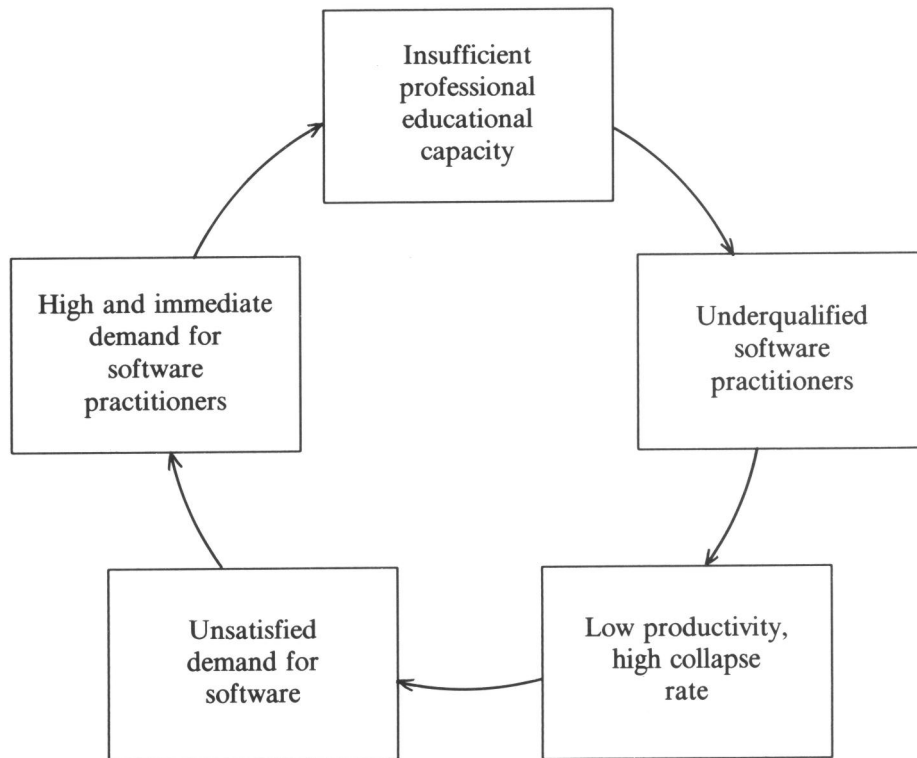 Insufficient
professional
educational
capacity
High and immediate
demand for
software
practitioners
Underqualified
software
practitioners
Unsatisfied
demand for
software
Low productivity,
high collapse
rate